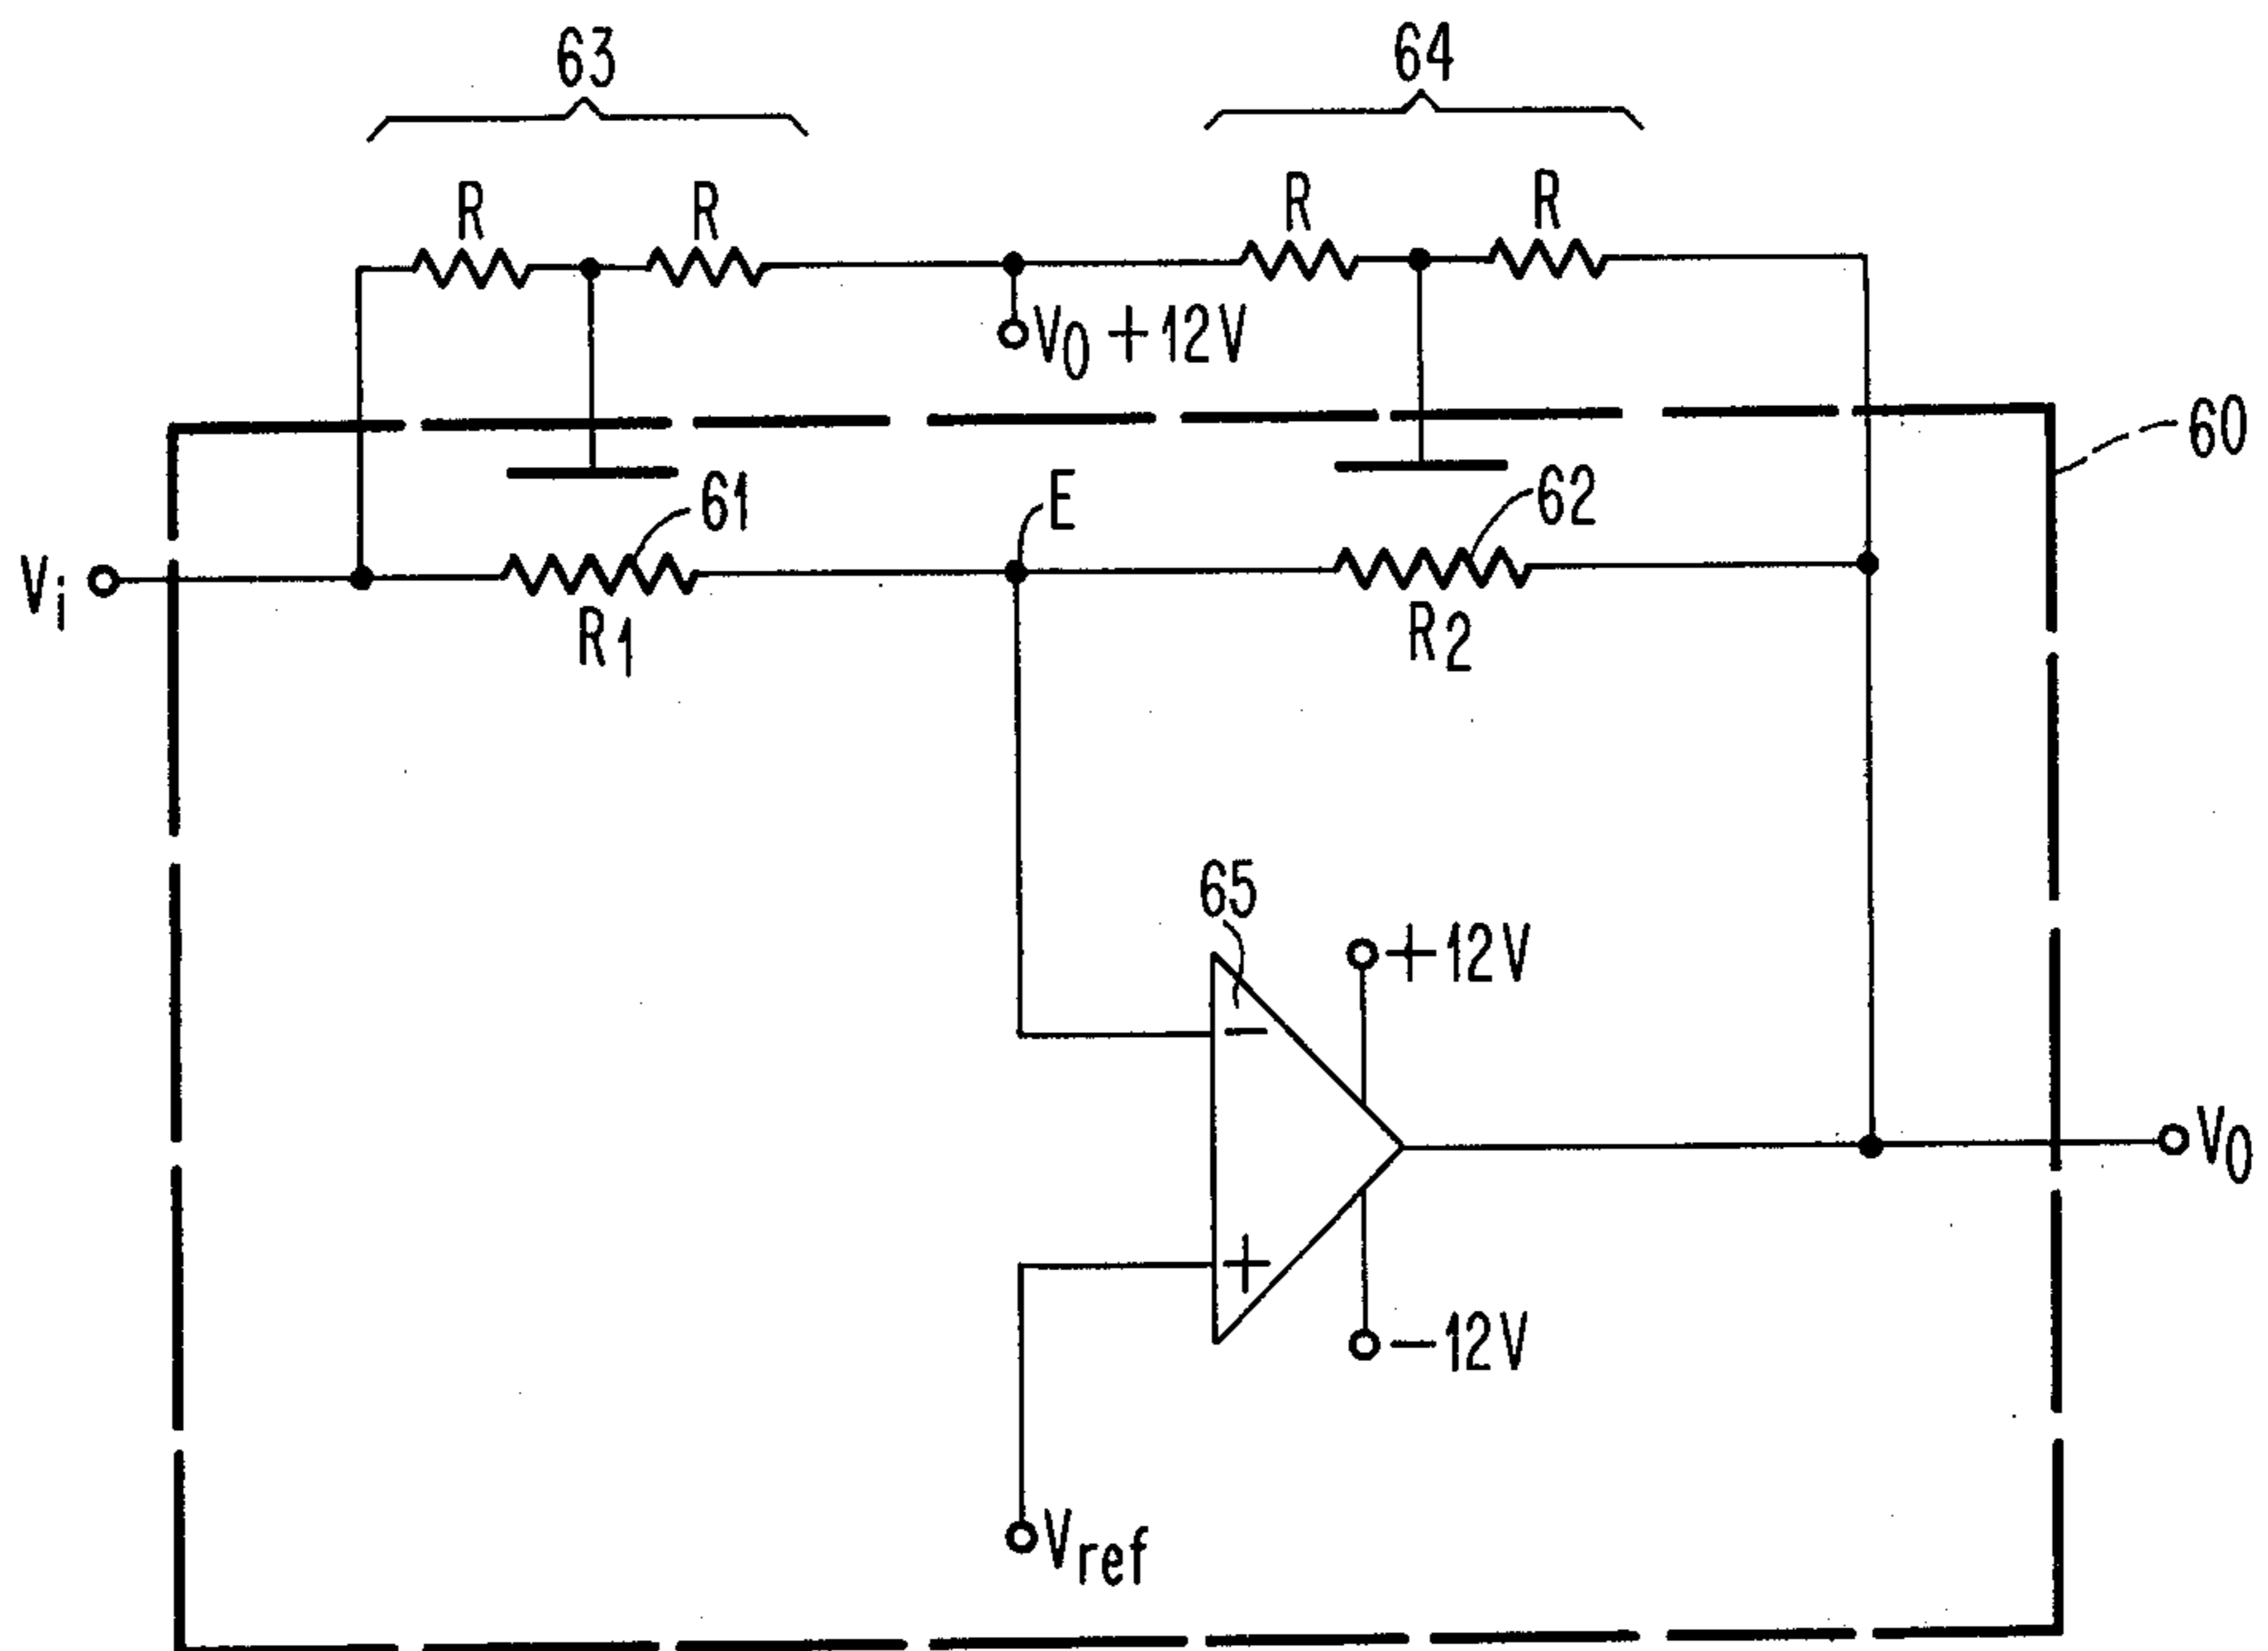 63 64
R R R R
V0 +12V
60
61 E 62
Vi
R1 R2
65
+12V
-
V0
+
-12V
Vref